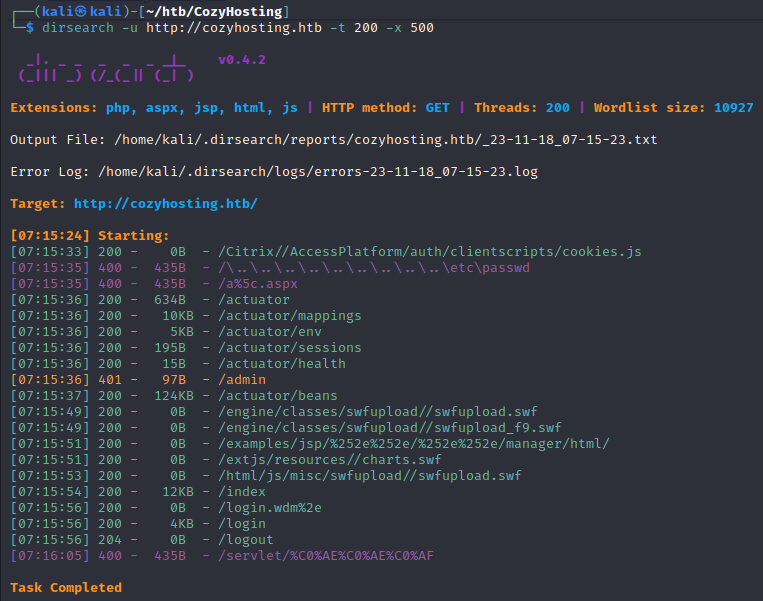 ┌──(kali㉿kali)-[~/htb/CozyHosting]
└─$ dirsearch -u http://cozyhosting.htb -t 200 -x 500
  _|. _ _  _  _  _ _|_    v0.4.2
 (_||| _) (/_(_|| (_| )
Extensions: php, aspx, jsp, html, js | HTTP method: GET | Threads: 200 | Wordlist size: 10927
Output File: /home/kali/.dirsearch/reports/cozyhosting.htb/_23-11-18_07-15-23.txt
Error Log: /home/kali/.dirsearch/logs/errors-23-11-18_07-15-23.log
Target: http://cozyhosting.htb/
[07:15:24] Starting:
[07:15:33] 200 -    0B  - /Citrix//AccessPlatform/auth/clientscripts/cookies.js
[07:15:35] 400 -  435B  - /\..\..\..\..\..\..\..\..\..\etc\passwd
[07:15:35] 400 -  435B  - /a%5c.aspx
[07:15:36] 200 -  634B  - /actuator
[07:15:36] 200 -   10KB - /actuator/mappings
[07:15:36] 200 -    5KB - /actuator/env
[07:15:36] 200 -  195B  - /actuator/sessions
[07:15:36] 200 -   15B  - /actuator/health
[07:15:36] 401 -   97B  - /admin
[07:15:37] 200 -  124KB - /actuator/beans
[07:15:49] 200 -    0B  - /engine/classes/swfupload//swfupload.swf
[07:15:49] 200 -    0B  - /engine/classes/swfupload//swfupload_f9.swf
[07:15:51] 200 -    0B  - /examples/jsp/%252e%252e/%252e%252e/manager/html/
[07:15:51] 200 -    0B  - /extjs/resources//charts.swf
[07:15:53] 200 -    0B  - /html/js/misc/swfupload//swfupload.swf
[07:15:54] 200 -   12KB - /index
[07:15:56] 200 -    0B  - /login.wdm%2e
[07:15:56] 200 -    4KB - /login
[07:15:56] 204 -    0B  - /logout
[07:16:05] 400 -  435B  - /servlet/%C0%AE%C0%AE%C0%AF
Task Completed